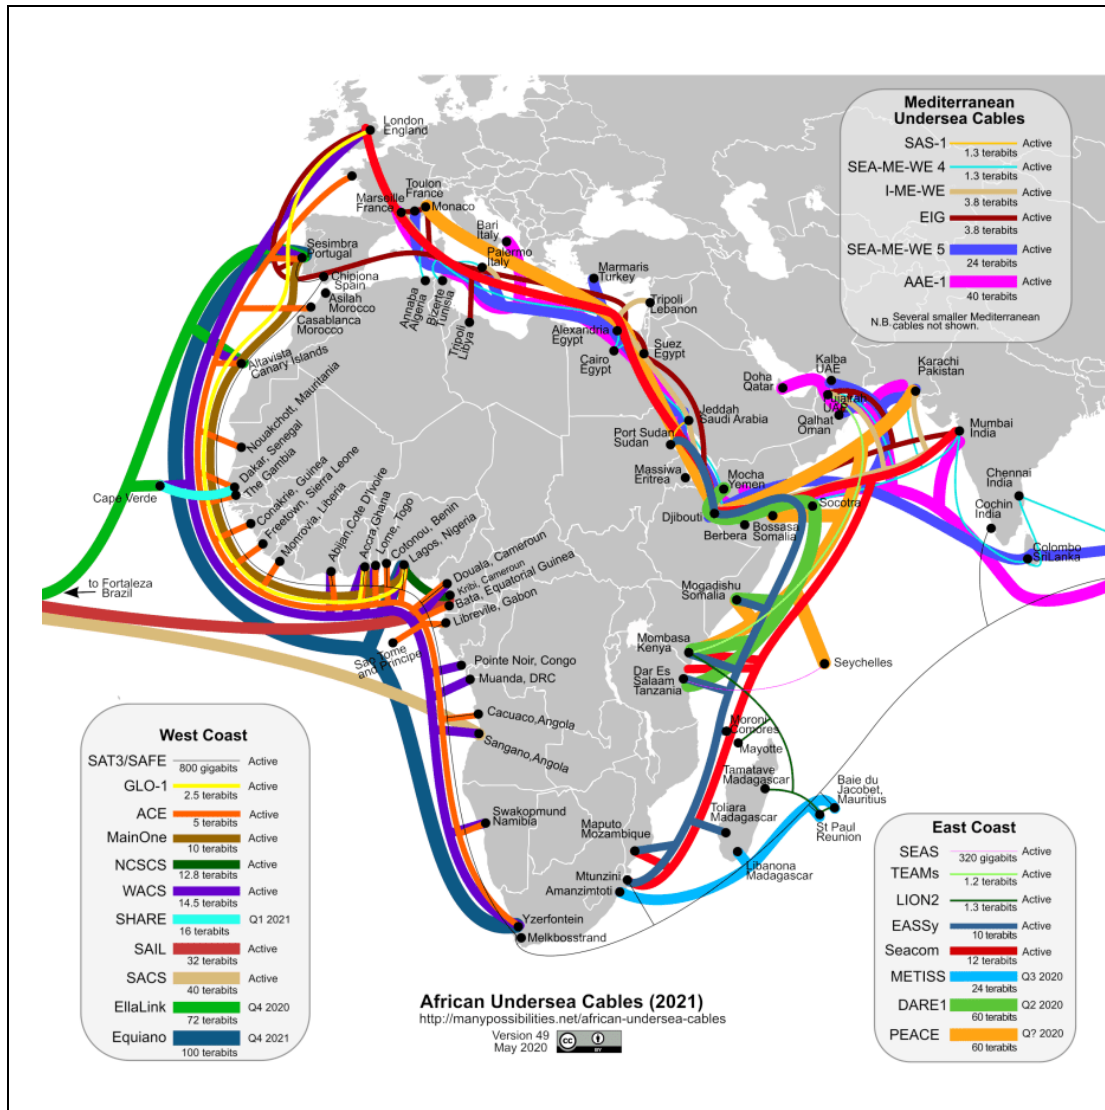 London
England
Toulon
France
Marseille
France
Monaco
Bari
Italy
Palermo
Italy
Sesimbra
Portugal
Chipiona
Spain
Asilah
Morocco
Casablanca
Morocco
Annaba
Algeria
Bizerte
Tunisia
Tripoli
Libya
Marmaris
Turkey
Tripoli
Lebanon
Alexandria
Egypt
Cairo
Egypt
Suez
Egypt
Altavista
Canary Islands
Nouakchott, Mauritania
Dakar, Senegal
The Gambia
Cape Verde
Conakrie, Guinea
Freetown, Sierra Leone
Monrovia, Liberia
Abijan,Cote D'Ivoire
Accra,Ghana
Lome, Togo
Cotonou, Benin
Lagos, Nigeria
Douala, Cameroun
Kribi, Cameroun
Bata, Equatorial Guinea
Libreville, Gabon
Sao Tome
and Principe
to Fortaleza
Brazil
Pointe Noir, Congo
Muanda, DRC
Cacuaco,Angola
Sangano,Angola
Swakopmund
Namibia
Yzerfontein
Melkbosstrand
Doha
Qatar
Kalba
UAE
UAE
Qalhat
Oman
Karachi
Pakistan
Mumbai
India
Chennai
India
Cochin
India
Colombo
SriLanka
Jeddah
Saudi Arabia
Port Sudan
Sudan
Massiwa
Eritrea
Mocha
Yemen
Djibouti
Berbera
Bossasa
Somalia
Socotra
Mogadishu
Somalia
Mombasa
Kenya
Dar Es
Salaam
Tanzania
Seychelles
Moroni
Comores
Mayotte
Tamatave
Madagascar
Toliara
Madagascar
Libanona
Madagascar
Baie du
Jacobet,
Mauritius
St Paul
Reunion
Maputo
Mozambique
Mtunzini
Amanzimtoti
Mediterranean
Undersea Cables
SAS-1 Active
1.3 terabits
SEA-ME-WE 4 Active
1.3 terabits
I-ME-WE Active
3.8 terabits
EIG Active
3.8 terabits
SEA-ME-WE 5 Active
24 terabits
AAE-1 Active
40 terabits
N.B. Several smaller Mediterranean
cables not shown.
West Coast
SAT3/SAFE Active
800 gigabits
GLO-1 Active
2.5 terabits
ACE Active
5 terabits
MainOne Active
10 terabits
NCSCS Active
12.8 terabits
WACS Active
14.5 terabits
SHARE Q1 2021
16 terabits
SAIL Active
32 terabits
SACS Active
40 terabits
EllaLink Q4 2020
72 terabits
Equiano Q4 2021
100 terabits
East Coast
SEAS Active
320 gigabits
TEAMs Active
1.2 terabits
LION2 Active
1.3 terabits
EASSy Active
10 terabits
Seacom Active
12 terabits
METISS Q3 2020
24 terabits
DARE1 Q2 2020
60 terabits
PEACE Q? 2020
60 terabits
African Undersea Cables (2021)
http://manypossibilities.net/african-undersea-cables
Version 49
May 2020
cc
BY